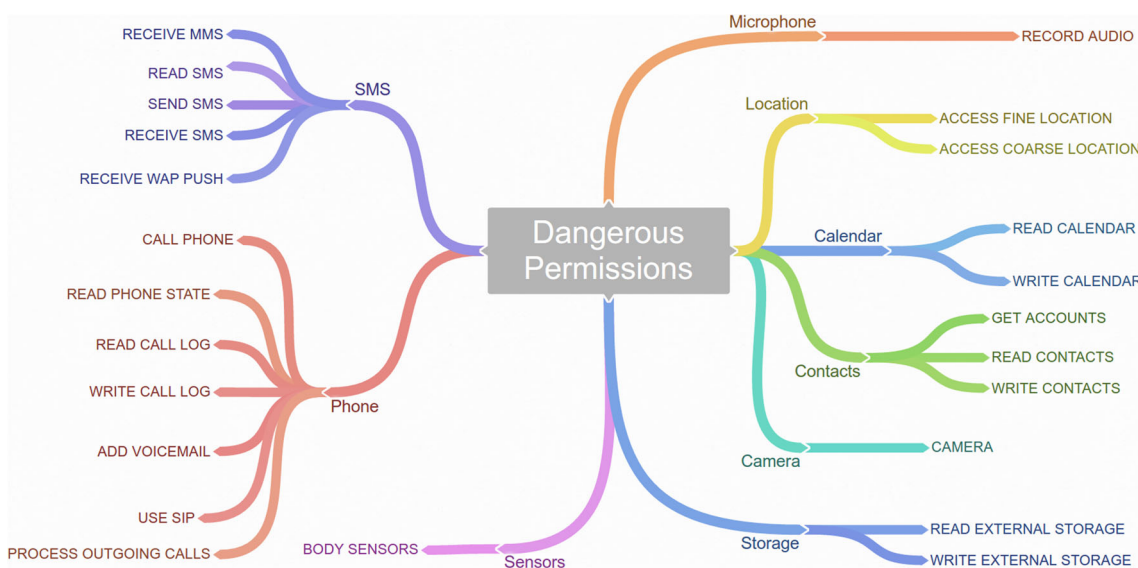 Dangerous
Permissions
Microphone
RECORD AUDIO
Location
ACCESS FINE LOCATION
ACCESS COARSE LOCATION
Calendar
READ CALENDAR
WRITE CALENDAR
Contacts
GET ACCOUNTS
READ CONTACTS
WRITE CONTACTS
Camera
CAMERA
Storage
READ EXTERNAL STORAGE
WRITE EXTERNAL STORAGE
SMS
RECEIVE MMS
READ SMS
SEND SMS
RECEIVE SMS
RECEIVE WAP PUSH
Phone
CALL PHONE
READ PHONE STATE
READ CALL LOG
WRITE CALL LOG
ADD VOICEMAIL
USE SIP
PROCESS OUTGOING CALLS
Sensors
BODY SENSORS